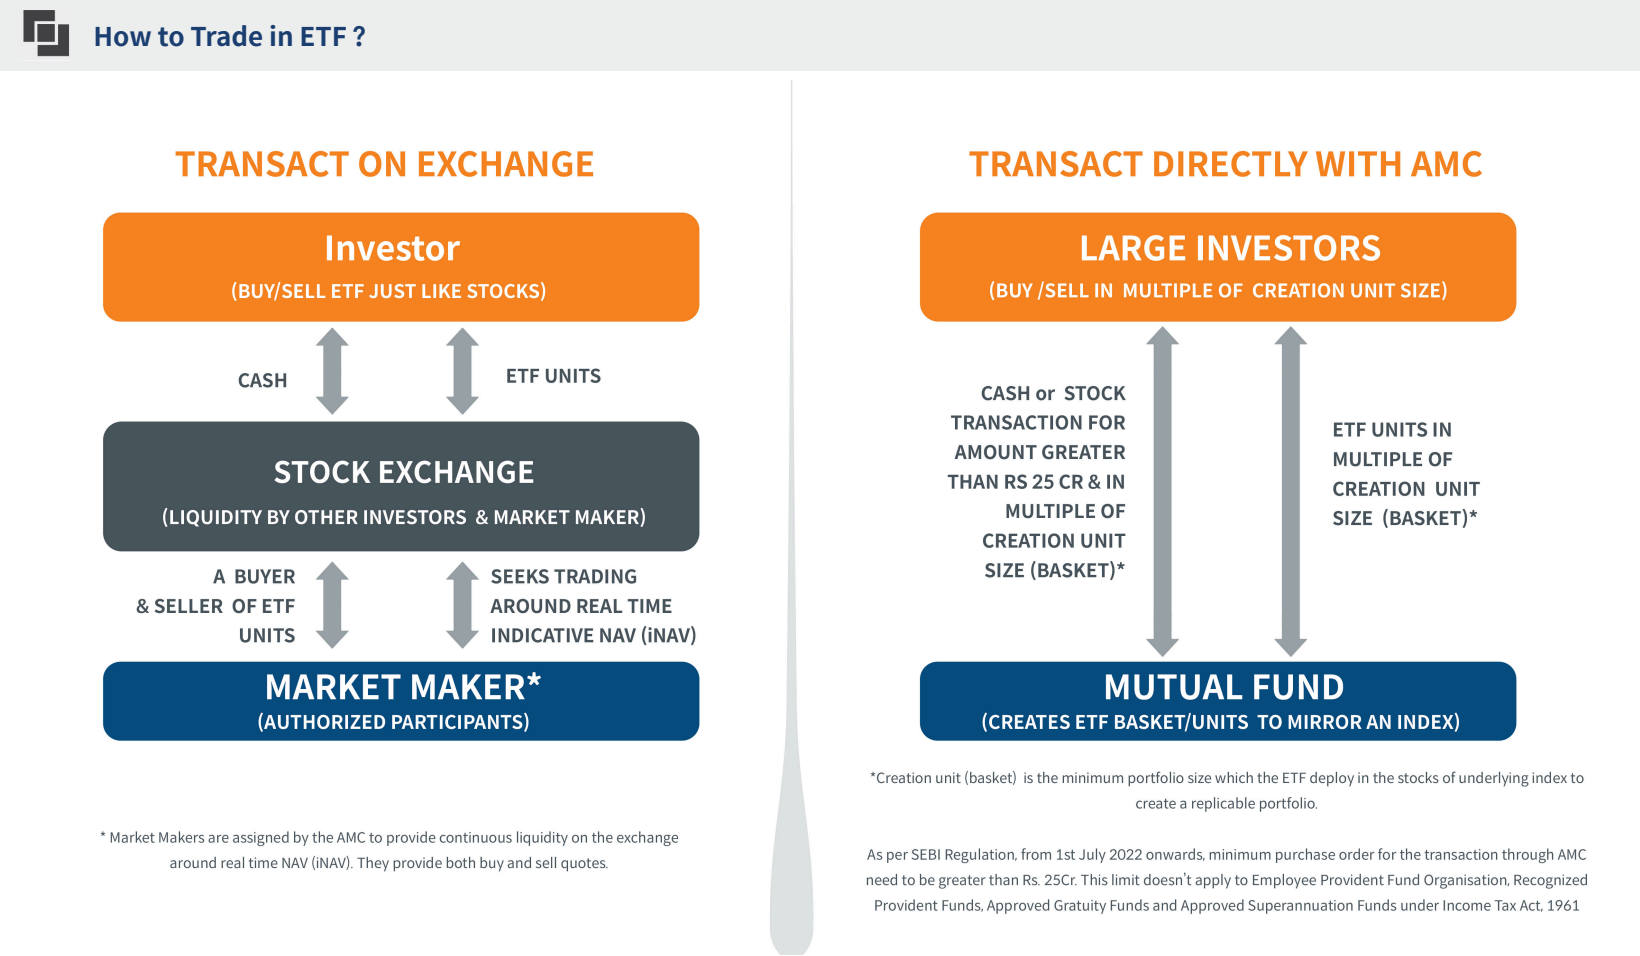 How to Trade in ETF ?
TRANSACT ON EXCHANGE
Investor
(BUY/SELL ETF JUST LIKE STOCKS)
CASH
ETF UNITS
STOCK EXCHANGE
(LIQUIDITY BY OTHER INVESTORS & MARKET MAKER)
A BUYER
& SELLER OF ETF
UNITS
SEEKS TRADING
AROUND REAL TIME
INDICATIVE NAV (iNAV)
MARKET MAKER*
(AUTHORIZED PARTICIPANTS)
* Market Makers are assigned by the AMC to provide continuous liquidity on the exchange
around real time NAV (iNAV). They provide both buy and sell quotes.
TRANSACT DIRECTLY WITH AMC
LARGE INVESTORS
(BUY /SELL IN MULTIPLE OF CREATION UNIT SIZE)
CASH or STOCK
TRANSACTION FOR
AMOUNT GREATER
THAN RS 25 CR & IN
MULTIPLE OF
CREATION UNIT
SIZE (BASKET)*
ETF UNITS IN
MULTIPLE OF
CREATION UNIT
SIZE (BASKET)*
MUTUAL FUND
(CREATES ETF BASKET/UNITS TO MIRROR AN INDEX)
*Creation unit (basket) is the minimum portfolio size which the ETF deploy in the stocks of underlying index to
create a replicable portfolio.
As per SEBI Regulation, from 1st July 2022 onwards, minimum purchase order for the transaction through AMC
need to be greater than Rs. 25Cr. This limit doesn't apply to Employee Provident Fund Organisation, Recognized
Provident Funds, Approved Gratuity Funds and Approved Superannuation Funds under Income Tax Act, 1961